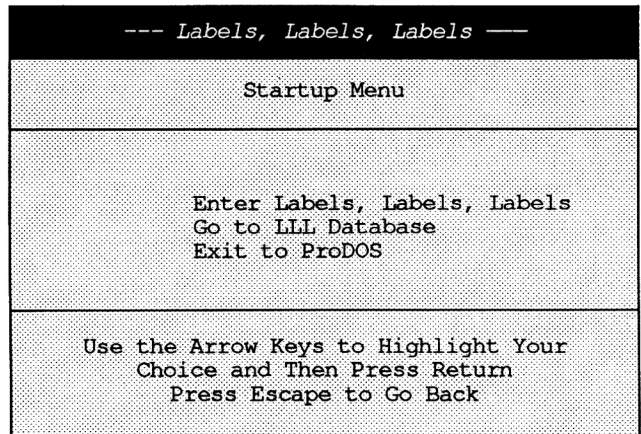 --- Labels, Labels, Labels ---
Startup Menu
Enter Labels, Labels, Labels
Go to LLL Database
Exit to ProDOS
Use the Arrow Keys to Highlight Your
Choice and Then Press Return
Press Escape to Go Back